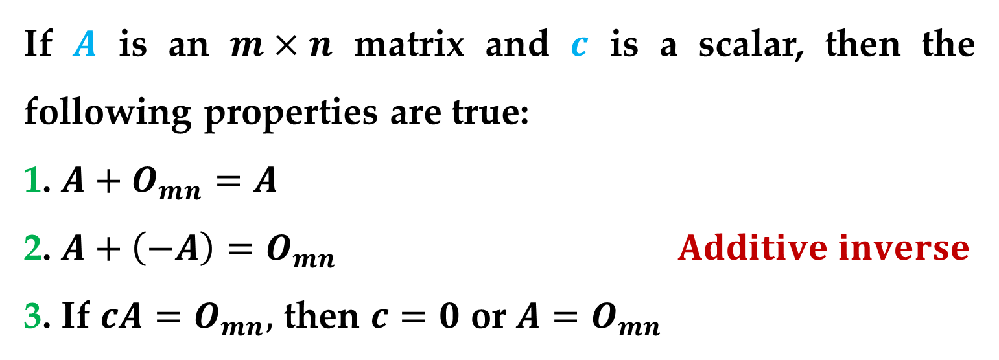 If A is an m × n matrix and c is a scalar, then the
following properties are true:
1. A + O_{mn} = A
2. A + (−A) = O_{mn} Additive inverse
3. If cA = O_{mn}, then c = 0 or A = O_{mn}